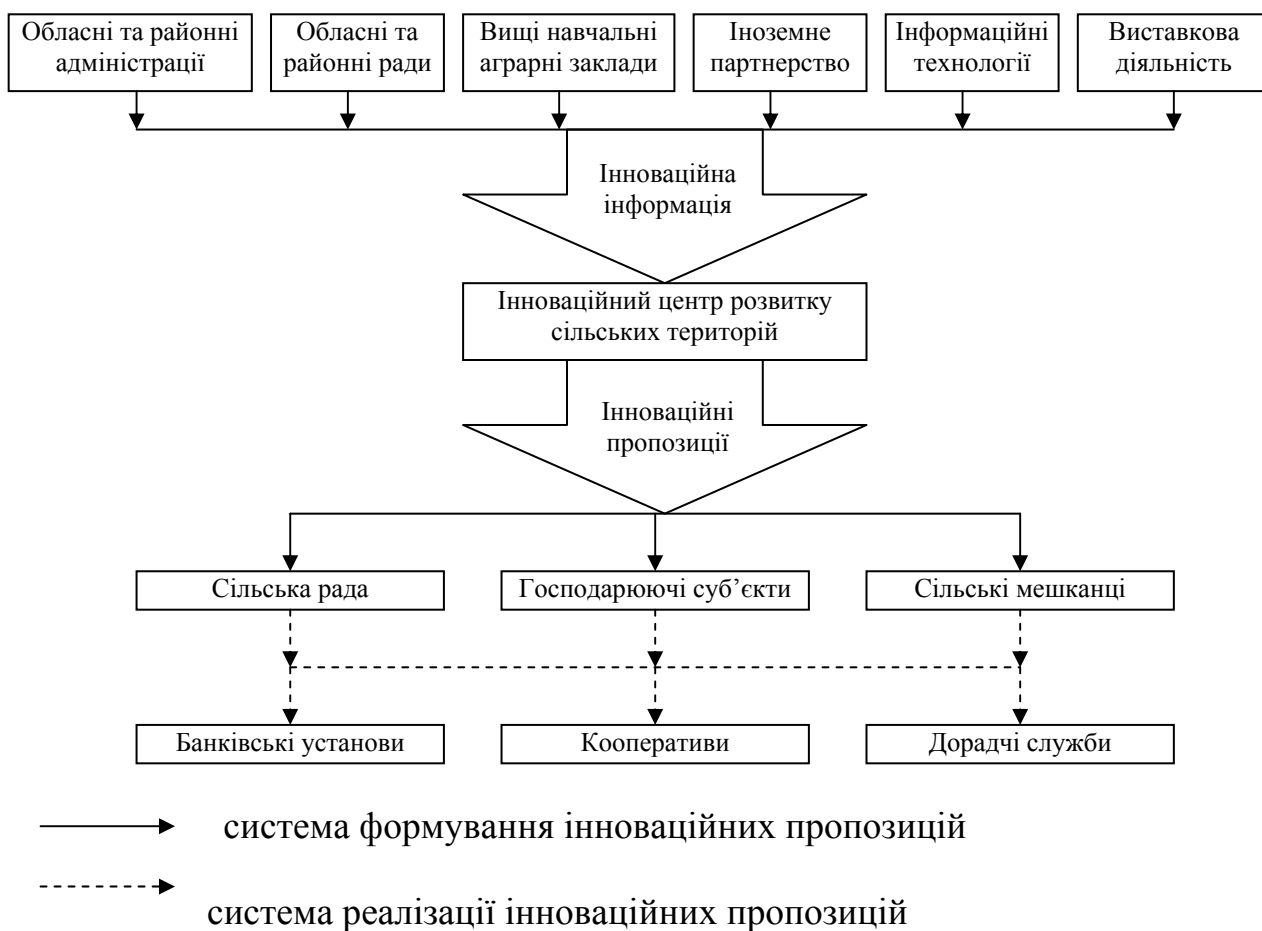 Обласні та районні
адміністрації
Обласні та
районні ради
Вищі навчальні
аграрні заклади
Іноземне
партнерство
Інформаційні
технології
Виставкова
діяльність
Інноваційна
інформація
Інноваційний центр розвитку
сільських територій
Інноваційні
пропозиції
Сільська рада
Господарюючі суб’єкти
Сільські мешканці
Банківські установи
Кооперативи
Дорадчі служби
система формування інноваційних пропозицій
система реалізації інноваційних пропозицій